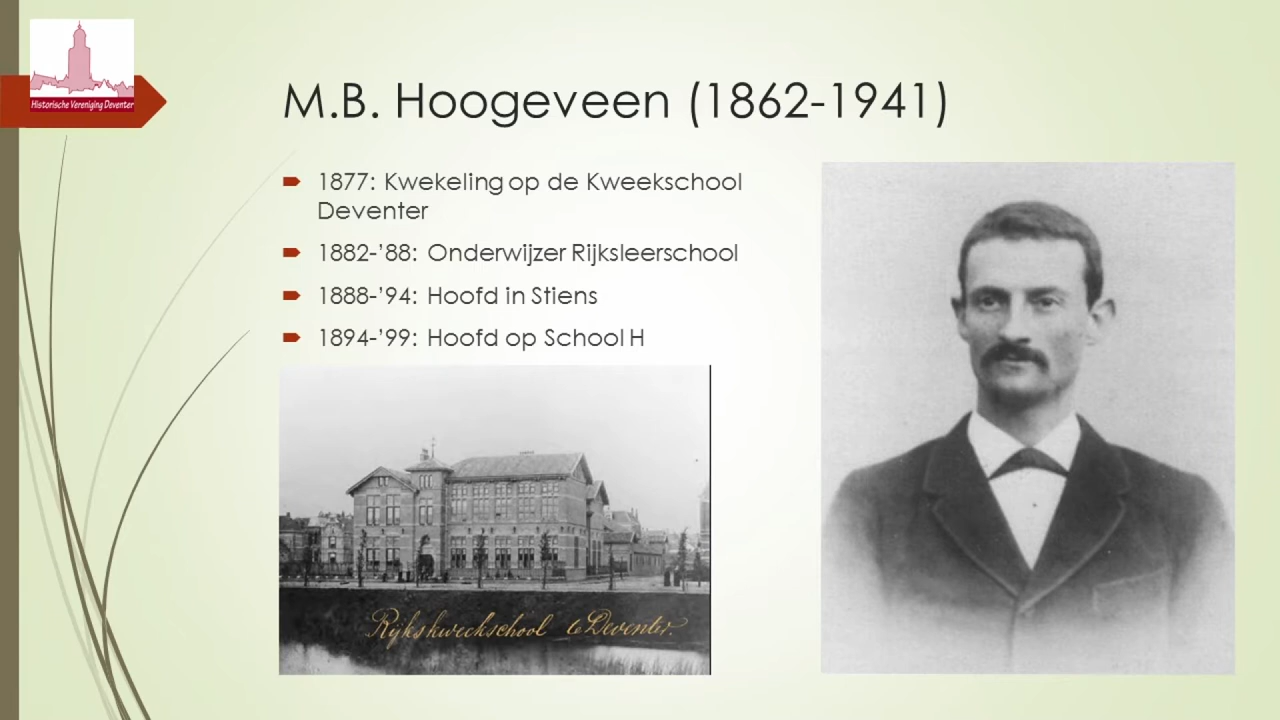 Historische Vereniging Deventer
M.B. Hoogeveen (1862-1941)
1877: Kwekeling op de Kweekschool
Deventer
1882-'88: Onderwijzer Rijksleerschool
1888-'94: Hoofd in Stiens
1894-'99: Hoofd op School H
Rijkskweekschool te Deventer.